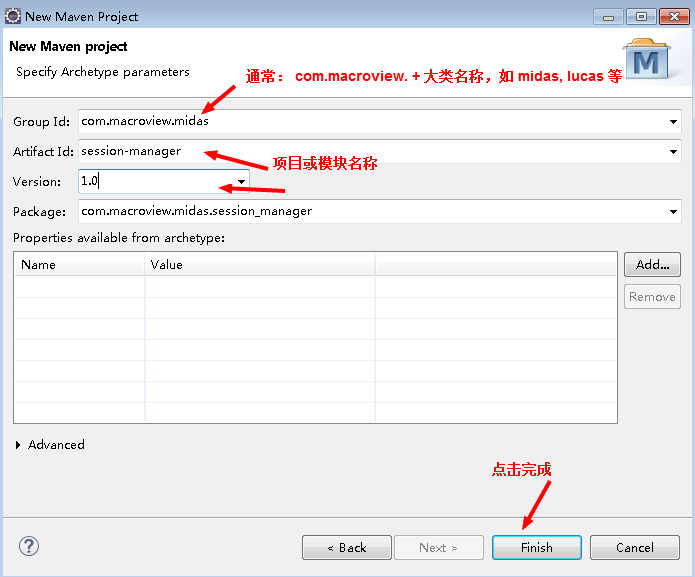 New Maven Project
New Maven project
Specify Archetype parameters
通常： com.macroview. + 大类名称，如 midas, lucas 等
M
Group Id: com.macroview.midas
Artifact Id: session-manager
项目或模块名称
Version: 1.0
Package: com.macroview.midas.session_manager
Properties available from archetype:
Name Value
Add...
Remove
Advanced
点击完成
? < Back Next > Finish Cancel